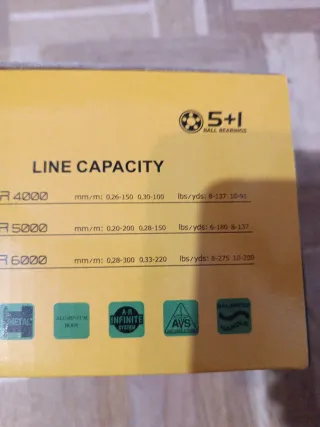 5+1
BALL BEARINGS
LINE CAPACITY
R 4000 mm/m: 0,26-150 0,30-100 lbs/yds: 8-137 10-91
R 5000 mm/m: 0,20-200 0,28-150 lbs/yds: 6-180 8-137
R 6000 mm/m: 0,28-300 0,33-220 lbs/yds: 8-275 10-200
METAL
A-R
INFINITE
SYSTEM
AVS